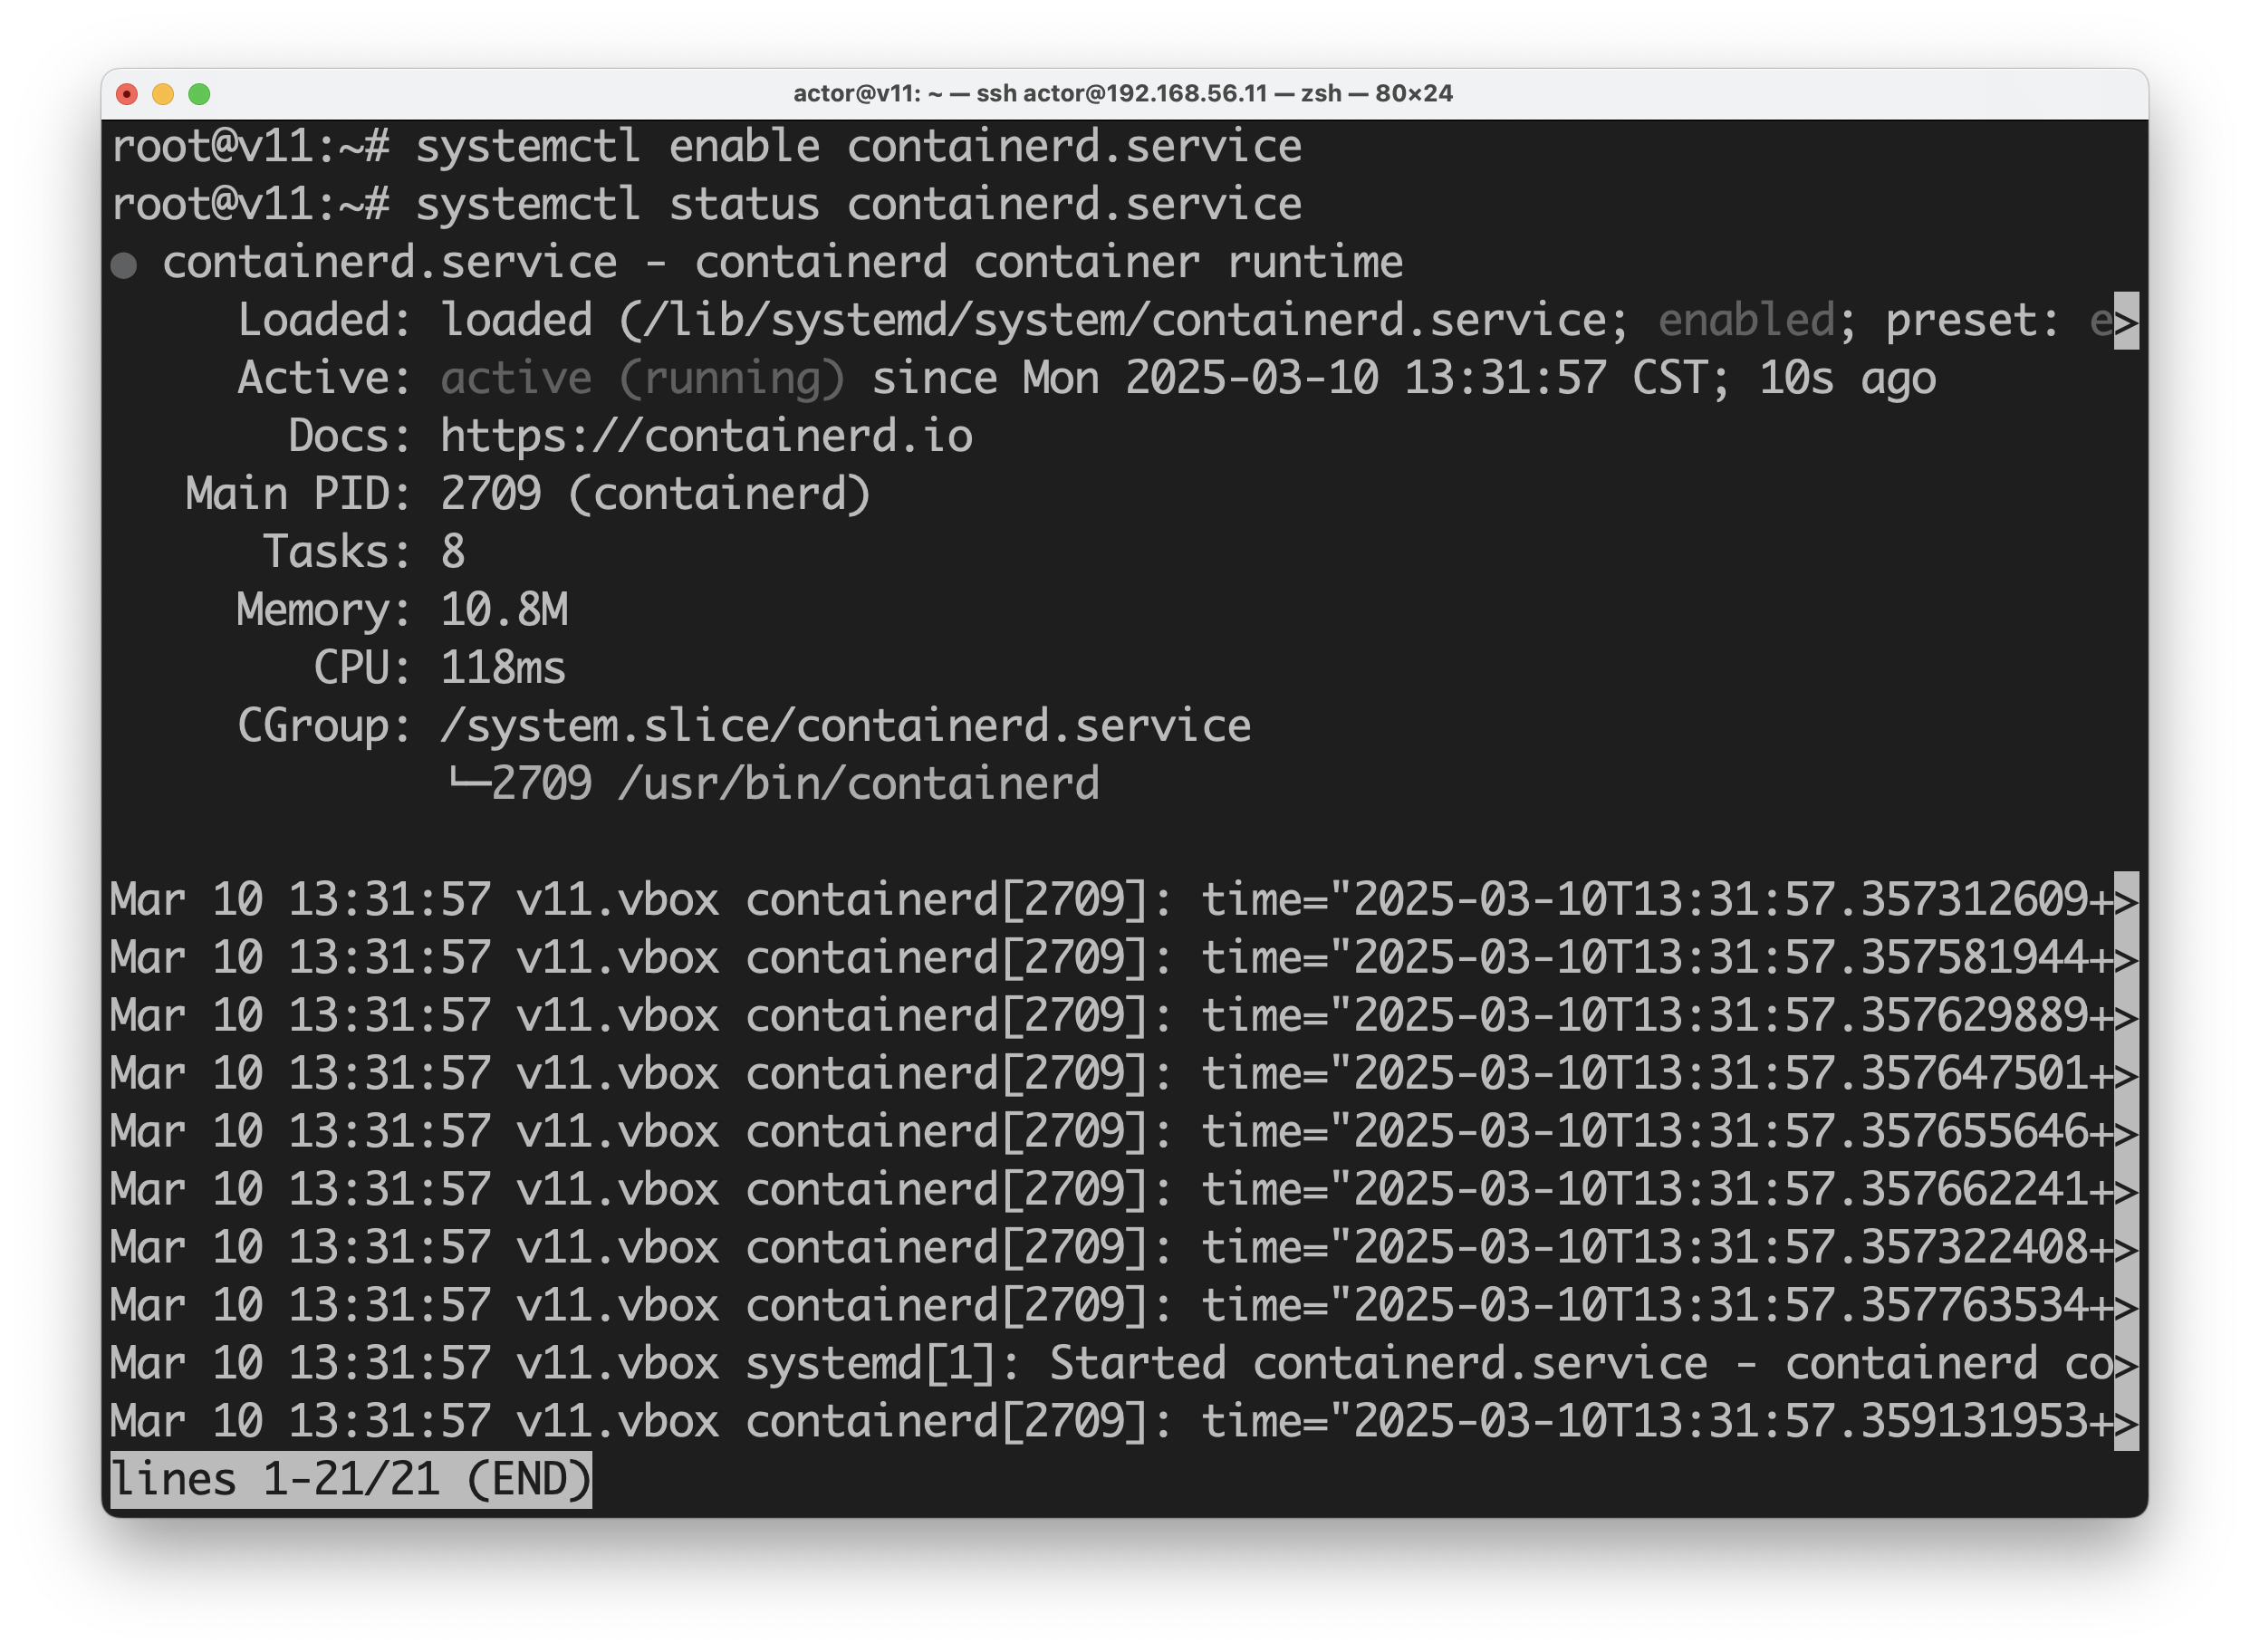 actor@v11: ~ — ssh actor@192.168.56.11 — zsh — 80×24
root@v11:~# systemctl enable containerd.service
root@v11:~# systemctl status containerd.service
● containerd.service - containerd container runtime
     Loaded: loaded (/lib/systemd/system/containerd.service; enabled; preset: e>
     Active: active (running) since Mon 2025-03-10 13:31:57 CST; 10s ago
       Docs: https://containerd.io
   Main PID: 2709 (containerd)
      Tasks: 8
     Memory: 10.8M
        CPU: 118ms
     CGroup: /system.slice/containerd.service
             └─2709 /usr/bin/containerd

Mar 10 13:31:57 v11.vbox containerd[2709]: time="2025-03-10T13:31:57.357312609+>
Mar 10 13:31:57 v11.vbox containerd[2709]: time="2025-03-10T13:31:57.357581944+>
Mar 10 13:31:57 v11.vbox containerd[2709]: time="2025-03-10T13:31:57.357629889+>
Mar 10 13:31:57 v11.vbox containerd[2709]: time="2025-03-10T13:31:57.357647501+>
Mar 10 13:31:57 v11.vbox containerd[2709]: time="2025-03-10T13:31:57.357655646+>
Mar 10 13:31:57 v11.vbox containerd[2709]: time="2025-03-10T13:31:57.357662241+>
Mar 10 13:31:57 v11.vbox containerd[2709]: time="2025-03-10T13:31:57.357322408+>
Mar 10 13:31:57 v11.vbox containerd[2709]: time="2025-03-10T13:31:57.357763534+>
Mar 10 13:31:57 v11.vbox systemd[1]: Started containerd.service - containerd co>
Mar 10 13:31:57 v11.vbox containerd[2709]: time="2025-03-10T13:31:57.359131953+>
lines 1-21/21 (END)